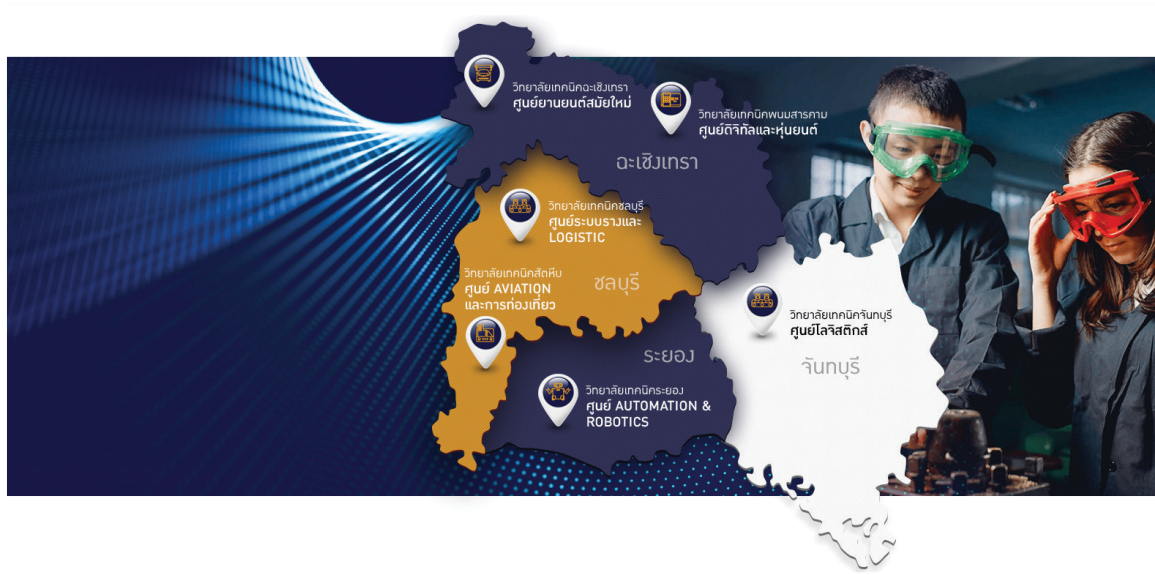 วิทยาลัยเทคนิคฉะเชิงเทรา
ศูนย์ยานยนต์สมัยใหม่
วิทยาลัยเทคนิคพนมสารคาม
ศูนย์ดิจิทัลและหุ่นยนต์
ฉะเชิงเทรา
วิทยาลัยเทคนิคชลบุรี
ศูนย์ระบบรางและ
LOGISTIC
วิทยาลัยเทคนิคสัตหีบ
ศูนย์ AVIATION
และการท่องเที่ยว
ชลบุรี
วิทยาลัยเทคนิคจันทบุรี
ศูนย์โลจิสติกส์
จันทบุรี
ระยอง
วิทยาลัยเทคนิคระยอง
ศูนย์ AUTOMATION &
ROBOTICS